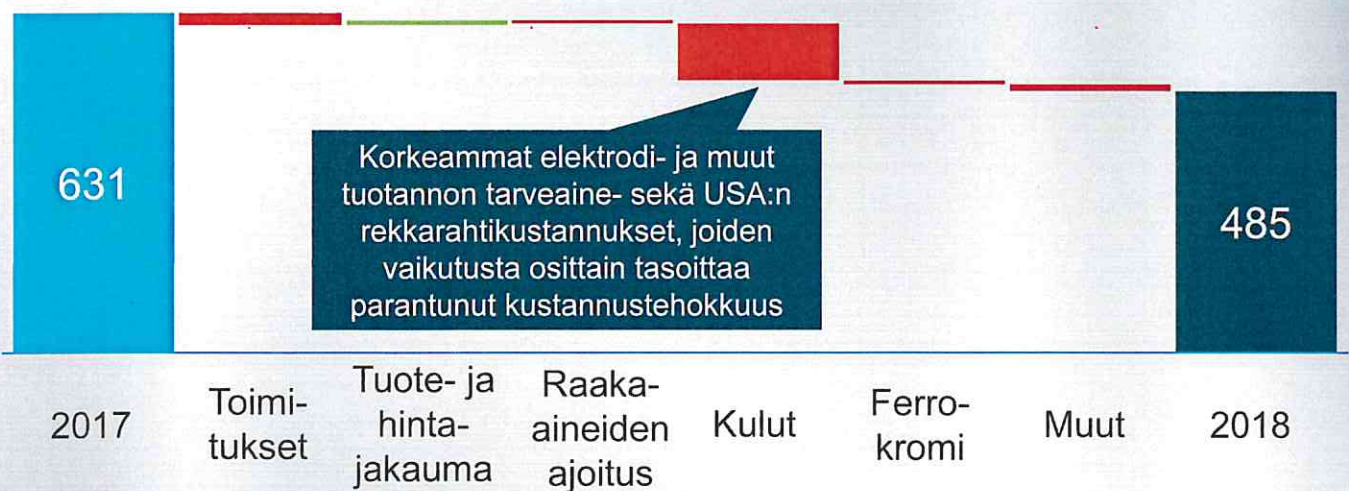 631
Korkeammat elektrodi- ja muut
tuotannon tarveaine- sekä USA:n
rekkarahtikustannukset, joiden
vaikutusta osittain tasoittaa
parantunut kustannustehokkuus
485
2017
Toimi-
tukset
Tuote- ja
hinta-
jakauma
Raaka-
aineiden
ajoitus
Kulut
Ferro-
kromi
Muut
2018